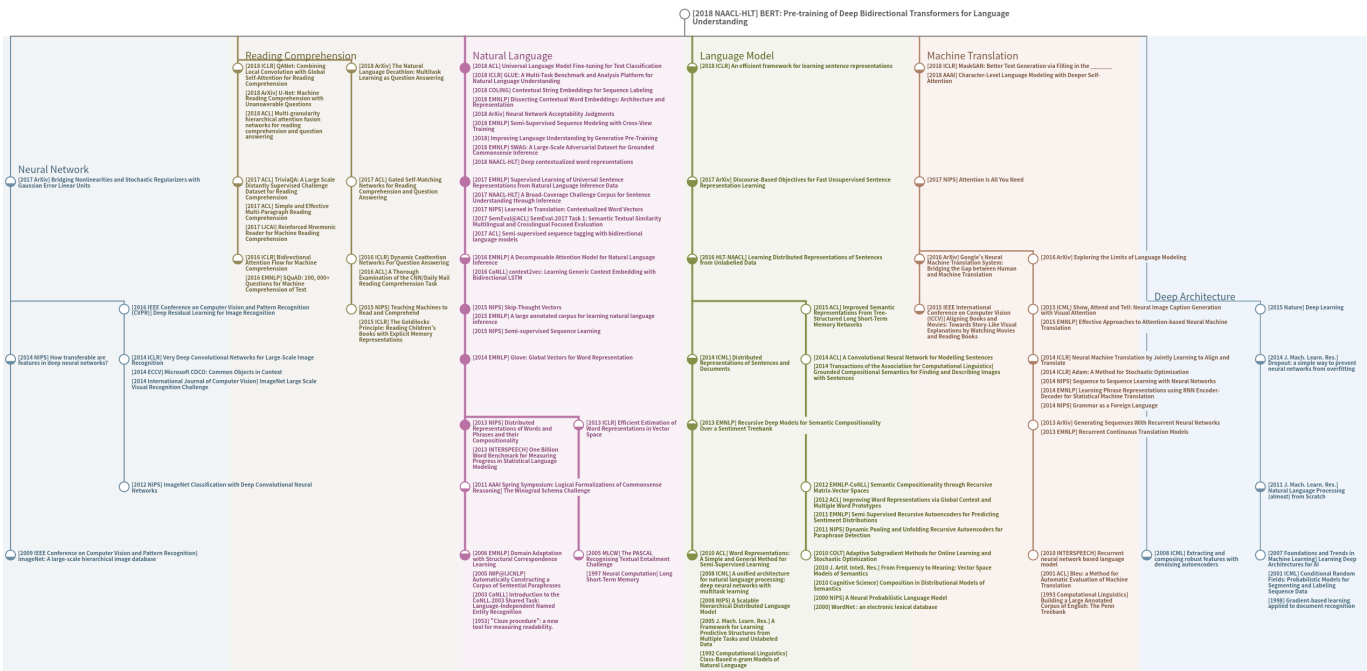 [2018 NAACL-HLT] BERT: Pre-training of Deep Bidirectional Transformers for Language
Understanding
Neural Network
[2017 ArXiv] Bridging Nonlinearities and Stochastic Regularizers with
Gaussian Error Linear Units
[2016 IEEE Conference on Computer Vision and Pattern Recognition
(CVPR)] Deep Residual Learning for Image Recognition
[2014 NIPS] How transferable are
features in deep neural networks?
[2014 ICLR] Very Deep Convolutional Networks for Large-Scale Image
Recognition
[2014 ECCV] Microsoft COCO: Common Objects in Context
[2014 International Journal of Computer Vision] ImageNet Large Scale
Visual Recognition Challenge
[2012 NIPS] ImageNet Classification with Deep Convolutional Neural
Networks
[2009 IEEE Conference on Computer Vision and Pattern Recognition]
ImageNet: A large-scale hierarchical image database
Reading Comprehension
[2018 ICLR] QANet: Combining
Local Convolution with Global
Self-Attention for Reading
Comprehension
[2018 ArXiv] U-Net: Machine
Reading Comprehension with
Unanswerable Questions
[2018 ACL] Multi-granularity
hierarchical attention fusion
networks for reading
comprehension and question
answering
[2018 ArXiv] The Natural
Language Decathlon: Multitask
Learning as Question Answering
[2017 ACL] TriviaQA: A Large Scale
Distantly Supervised Challenge
Dataset for Reading
Comprehension
[2017 ACL] Simple and Effective
Multi-Paragraph Reading
Comprehension
[2017 IJCAI] Reinforced Mnemonic
Reader for Machine Reading
Comprehension
[2017 ACL] Gated Self-Matching
Networks for Reading
Comprehension and Question
Answering
[2016 ICLR] Bidirectional
Attention Flow for Machine
Comprehension
[2016 EMNLP] SQuAD: 100, 000+
Questions for Machine
Comprehension of Text
[2016 ICLR] Dynamic Coattention
Networks For Question Answering
[2016 ACL] A Thorough
Examination of the CNN/Daily Mail
Reading Comprehension Task
[2015 NIPS] Teaching Machines to
Read and Comprehend
[2015 ICLR] The Goldilocks
Principle: Reading Children's
Books with Explicit Memory
Representations
Natural Language
[2018 ACL] Universal Language Model Fine-tuning for Text Classification
[2018 ICLR] GLUE: A Multi-Task Benchmark and Analysis Platform for
Natural Language Understanding
[2018 COLING] Contextual String Embeddings for Sequence Labeling
[2018 EMNLP] Dissecting Contextual Word Embeddings: Architecture and
Representation
[2018 ArXiv] Neural Network Acceptability Judgments
[2018 EMNLP] Semi-Supervised Sequence Modeling with Cross-View
Training
[2018] Improving Language Understanding by Generative Pre-Training
[2018 EMNLP] SWAG: A Large-Scale Adversarial Dataset for Grounded
Commonsense Inference
[2018 NAACL-HLT] Deep contextualized word representations
[2017 EMNLP] Supervised Learning of Universal Sentence
Representations from Natural Language Inference Data
[2017 NAACL-HLT] A Broad-Coverage Challenge Corpus for Sentence
Understanding through Inference
[2017 NIPS] Learned in Translation: Contextualized Word Vectors
[2017 SemEval@ACL] SemEval-2017 Task 1: Semantic Textual Similarity
Multilingual and Crosslingual Focused Evaluation
[2017 ACL] Semi-supervised sequence tagging with bidirectional
language models
[2016 EMNLP] A Decomposable Attention Model for Natural Language
Inference
[2016 CoNLL] context2vec: Learning Generic Context Embedding with
Bidirectional LSTM
[2015 NIPS] Skip-Thought Vectors
[2015 EMNLP] A large annotated corpus for learning natural language
inference
[2015 NIPS] Semi-supervised Sequence Learning
[2014 EMNLP] Glove: Global Vectors for Word Representation
[2013 NIPS] Distributed
Representations of Words and
Phrases and their
Compositionality
[2013 INTERSPEECH] One Billion
Word Benchmark for Measuring
Progress in Statistical Language
Modeling
[2013 ICLR] Efficient Estimation of
Word Representations in Vector
Space
[2011 AAAI Spring Symposium: Logical Formalizations of Commonsense
Reasoning] The Winograd Schema Challenge
[2006 EMNLP] Domain Adaptation
with Structural Correspondence
Learning
[2005 IWP@IJCNLP]
Automatically Constructing a
Corpus of Sentential Paraphrases
[2003 CoNLL] Introduction to the
CoNLL-2003 Shared Task:
Language-Independent Named
Entity Recognition
[1953] "Cloze procedure": a new
tool for measuring readability.
[2005 MLCW] The PASCAL
Recognising Textual Entailment
Challenge
[1997 Neural Computation] Long
Short-Term Memory
Language Model
[2018 ICLR] An efficient framework for learning sentence representations
[2017 ArXiv] Discourse-Based Objectives for Fast Unsupervised Sentence
Representation Learning
[2016 HLT-NAACL] Learning Distributed Representations of Sentences
from Unlabelled Data
[2015 ACL] Improved Semantic
Representations From Tree-
Structured Long Short-Term
Memory Networks
[2014 ICML] Distributed
Representations of Sentences and
Documents
[2014 ACL] A Convolutional Neural Network for Modelling Sentences
[2014 Transactions of the Association for Computational Linguistics]
Grounded Compositional Semantics for Finding and Describing Images
with Sentences
[2013 EMNLP] Recursive Deep Models for Semantic Compositionality
Over a Sentiment Treebank
[2012 EMNLP-CoNLL] Semantic Compositionality through Recursive
Matrix-Vector Spaces
[2012 ACL] Improving Word Representations via Global Context and
Multiple Word Prototypes
[2011 EMNLP] Semi-Supervised Recursive Autoencoders for Predicting
Sentiment Distributions
[2011 NIPS] Dynamic Pooling and Unfolding Recursive Autoencoders for
Paraphrase Detection
[2010 ACL] Word Representations:
A Simple and General Method for
Semi-Supervised Learning
[2008 ICML] A unified architecture
for natural language processing:
deep neural networks with
multitask learning
[2008 NIPS] A Scalable
Hierarchical Distributed Language
Model
[2005 J. Mach. Learn. Res.] A
Framework for Learning
Predictive Structures from
Multiple Tasks and Unlabeled
Data
[1992 Computational Linguistics]
Class-Based n-gram Models of
Natural Language
[2010 COLT] Adaptive Subgradient Methods for Online Learning and
Stochastic Optimization
[2010 J. Artif. Intell. Res.] From Frequency to Meaning: Vector Space
Models of Semantics
[2010 Cognitive Science] Composition in Distributional Models of
Semantics
[2000 NIPS] A Neural Probabilistic Language Model
[2000] WordNet : an electronic lexical database
Machine Translation
[2018 ICLR] MaskGAN: Better Text Generation via Filling in the ______
[2018 AAAI] Character-Level Language Modeling with Deeper Self-
Attention
[2017 NIPS] Attention Is All You Need
[2016 ArXiv] Google's Neural
Machine Translation System:
Bridging the Gap between Human
and Machine Translation
[2016 ArXiv] Exploring the Limits of Language Modeling
[2015 IEEE International
Conference on Computer Vision
(ICCV)] Aligning Books and
Movies: Towards Story-Like Visual
Explanations by Watching Movies
and Reading Books
[2015 ICML] Show, Attend and Tell: Neural Image Caption Generation
with Visual Attention
[2015 EMNLP] Effective Approaches to Attention-based Neural Machine
Translation
[2014 ICLR] Neural Machine Translation by Jointly Learning to Align and
Translate
[2014 ICLR] Adam: A Method for Stochastic Optimization
[2014 NIPS] Sequence to Sequence Learning with Neural Networks
[2014 EMNLP] Learning Phrase Representations using RNN Encoder-
Decoder for Statistical Machine Translation
[2014 NIPS] Grammar as a Foreign Language
[2013 ArXiv] Generating Sequences With Recurrent Neural Networks
[2013 EMNLP] Recurrent Continuous Translation Models
[2010 INTERSPEECH] Recurrent
neural network based language
model
[2001 ACL] Bleu: a Method for
Automatic Evaluation of Machine
Translation
[1993 Computational Linguistics]
Building a Large Annotated
Corpus of English: The Penn
Treebank
Deep Architecture
[2015 Nature] Deep Learning
[2014 J. Mach. Learn. Res.]
Dropout: a simple way to prevent
neural networks from overfitting
[2011 J. Mach. Learn. Res.]
Natural Language Processing
(almost) from Scratch
[2008 ICML] Extracting and
composing robust features with
denoising autoencoders
[2007 Foundations and Trends in
Machine Learning] Learning Deep
Architectures for AI
[2001 ICML] Conditional Random
Fields: Probabilistic Models for
Segmenting and Labeling
Sequence Data
[1998] Gradient-based learning
applied to document recognition